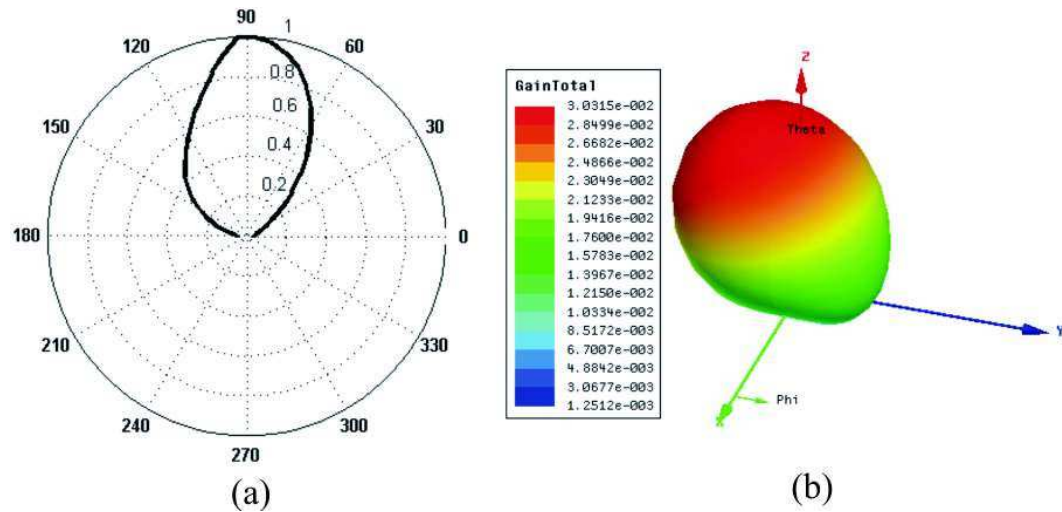 90
1
120
60
0.8
0.6
150
30
0.4
0.2
180
0
210
330
240
300
270
(a)
GainTotal
3.0315e-002
2.8499e-002
2.6682e-002
2.4866e-002
2.3049e-002
2.1233e-002
1.9416e-002
1.7600e-002
1.5783e-002
1.3967e-002
1.2150e-002
1.0334e-002
8.5172e-003
6.7007e-003
4.8842e-003
3.0677e-003
1.2512e-003
Z
Theta
Y
Phi
X
(b)